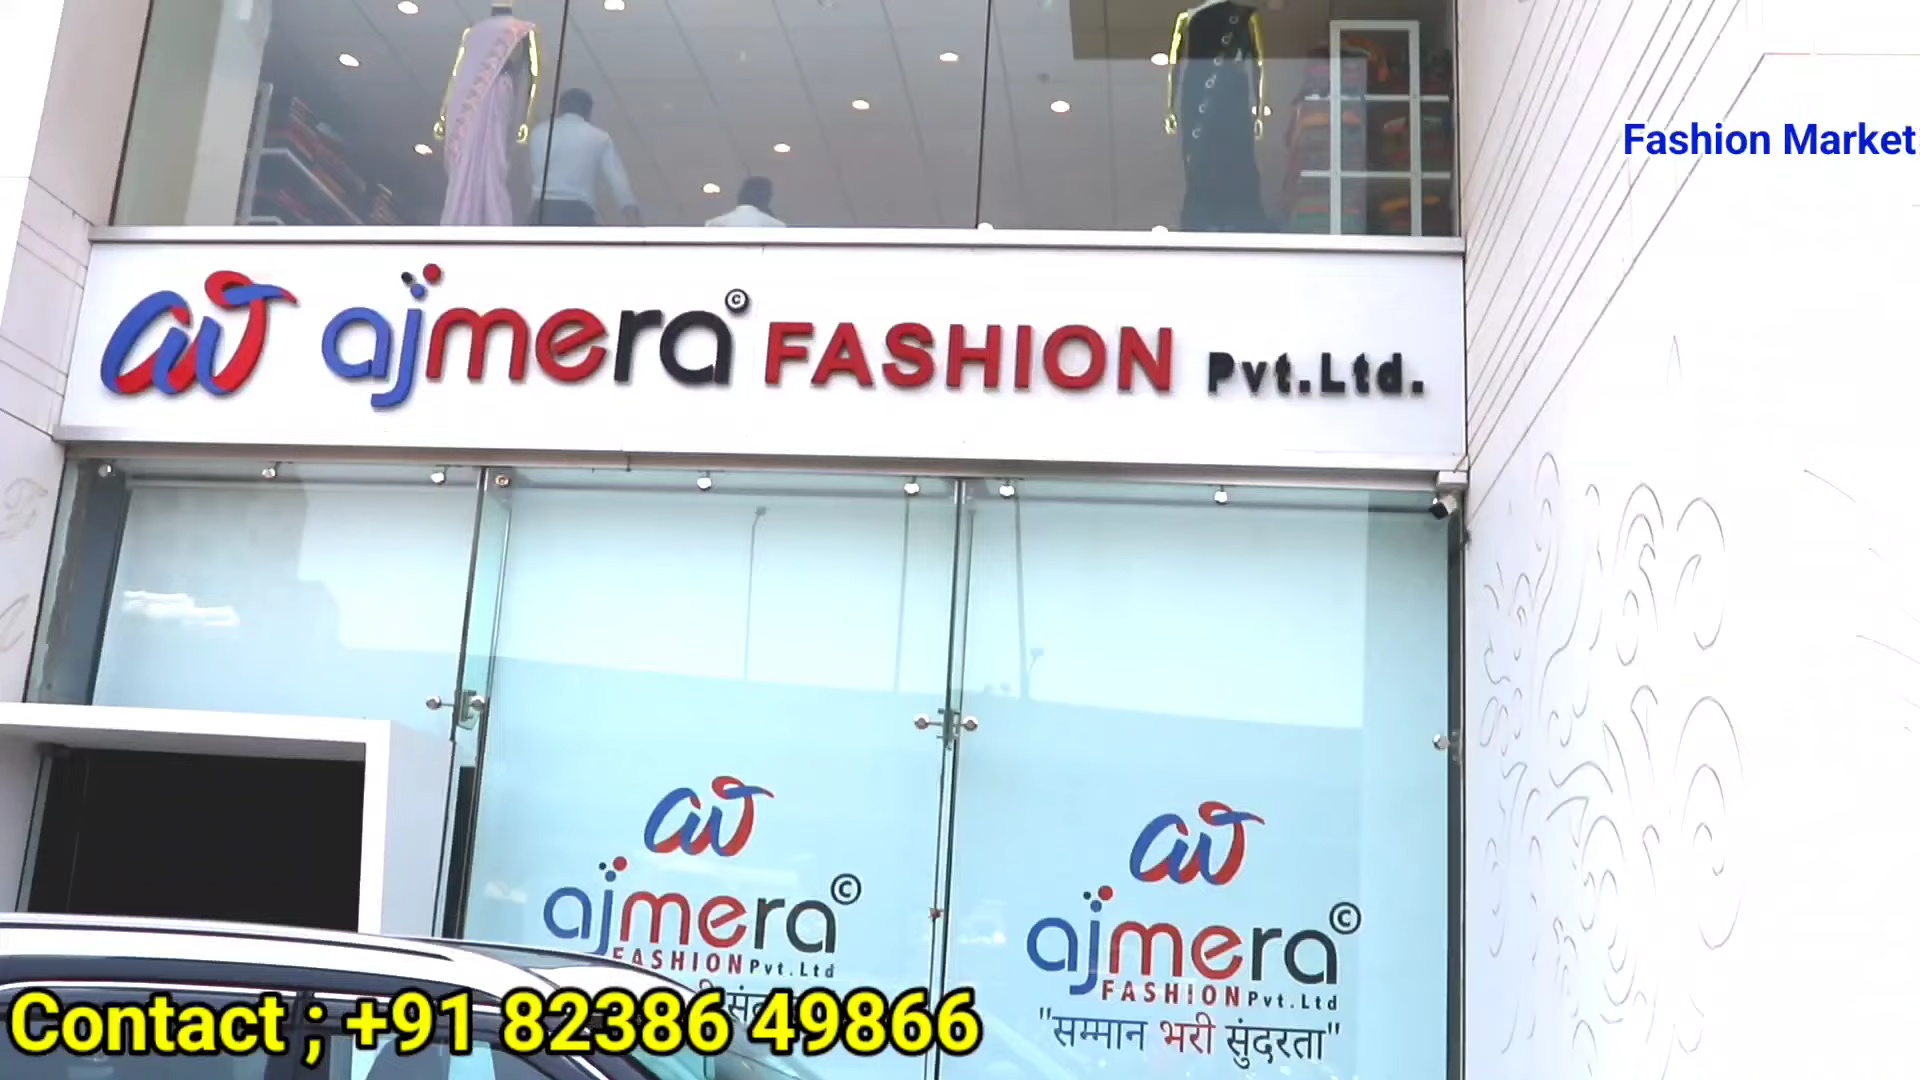 Fashion Market
ajmera© FASHION Pvt.Ltd.
ajmera©
FASHION Pvt.Ltd
ajmera©
FASHION Pvt.Ltd
"सम्मान भरी सुंदरता"
Contact ; +91 82386 49866